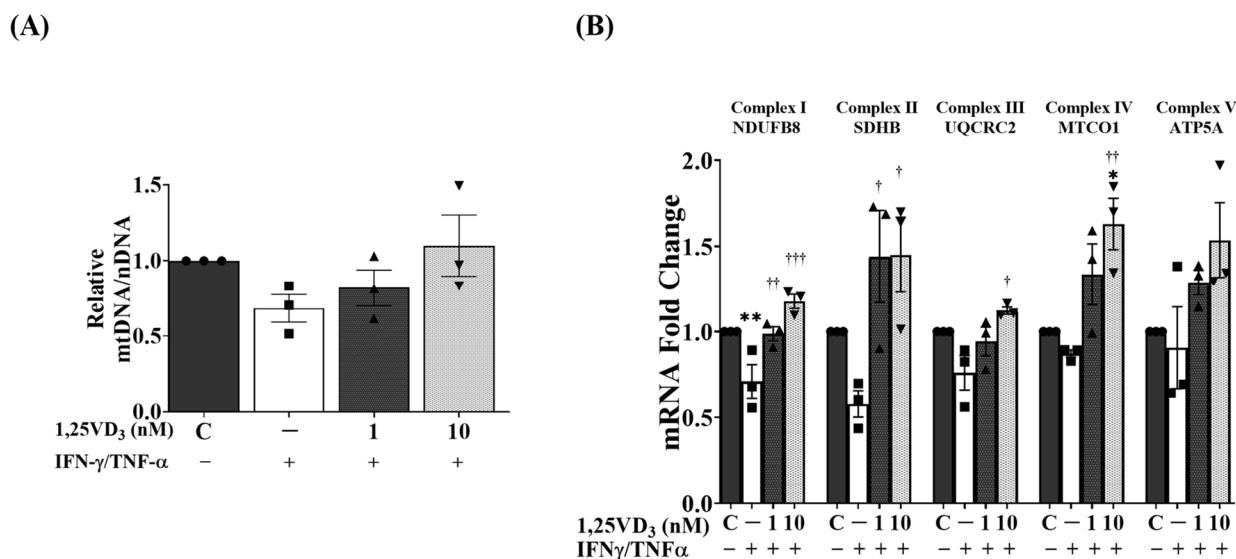 (A)
Relative
mtDNA/nDNA
1.5
1.0
0.5
0.0
1,25VD₃ (nM) C – 1 10
IFN-γ/TNF-α – + + +
(B)
Complex I Complex II Complex III Complex IV Complex V
NDUFB8 SDHB UQCRC2 MTCO1 ATP5A
mRNA Fold Change
2.0
1.5
1.0
0.5
0.0
†† 
† † *
††† 
** †† †
1,25VD₃ (nM) C – 1 10 C – 1 10 C – 1 10 C – 1 10 C – 1 10
IFNγ/TNFα – + + + – + + + – + + + – + + + – + + +